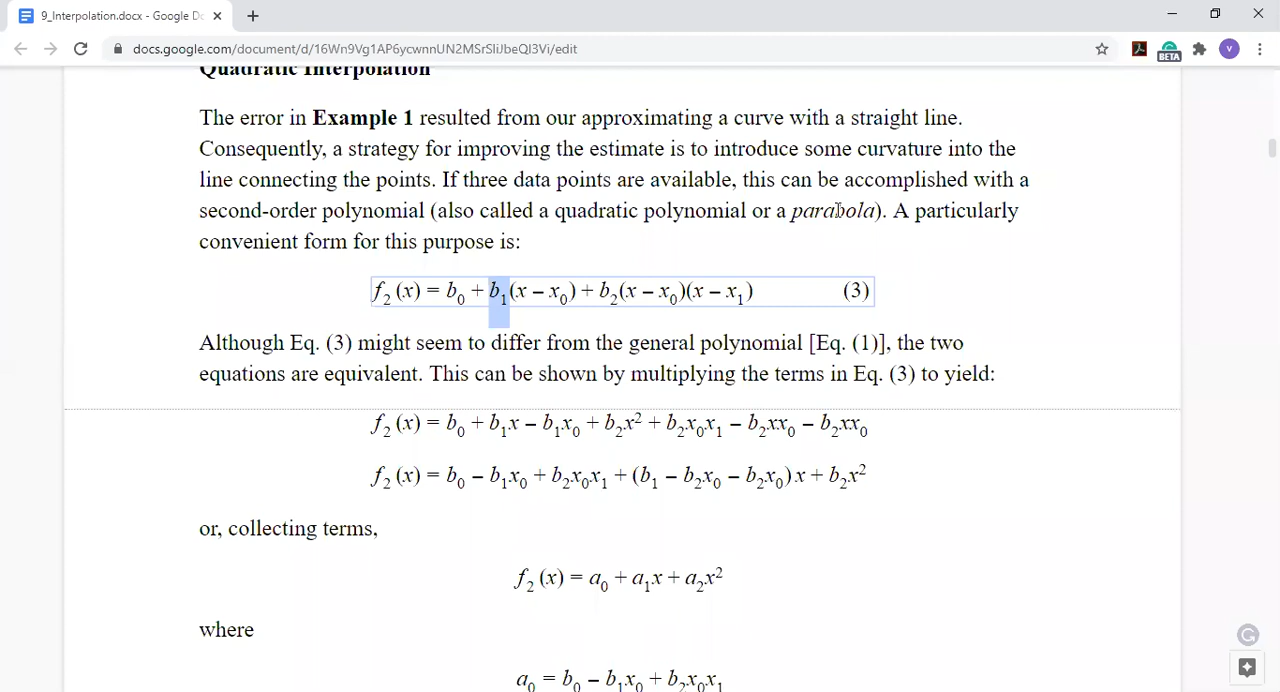 9_Interpolation.docx - Google Do
docs.google.com/document/d/16Wn9Vg1AP6ycwnnUN2MSrSliJbeQI3Vi/edit
BETA
V
Quadratic Interpolation
The error in Example 1 resulted from our approximating a curve with a straight line.
Consequently, a strategy for improving the estimate is to introduce some curvature into the
line connecting the points. If three data points are available, this can be accomplished with a
second-order polynomial (also called a quadratic polynomial or a parabola). A particularly
convenient form for this purpose is:
f₂ (x) = b₀ + b₁(x – x₀) + b₂(x – x₀)(x – x₁) (3)
Although Eq. (3) might seem to differ from the general polynomial [Eq. (1)], the two
equations are equivalent. This can be shown by multiplying the terms in Eq. (3) to yield:
f₂ (x) = b₀ + b₁x – b₁x₀ + b₂x² + b₂x₀x₁ – b₂xx₀ – b₂xx₀
f₂ (x) = b₀ – b₁x₀ + b₂x₀x₁ + (b₁ – b₂x₀ – b₂x₀)x + b₂x²
or, collecting terms,
f₂ (x) = a₀ + a₁x + a₂x²
where
a₀ = b₀ – b₁x₀ + b₂x₀x₁